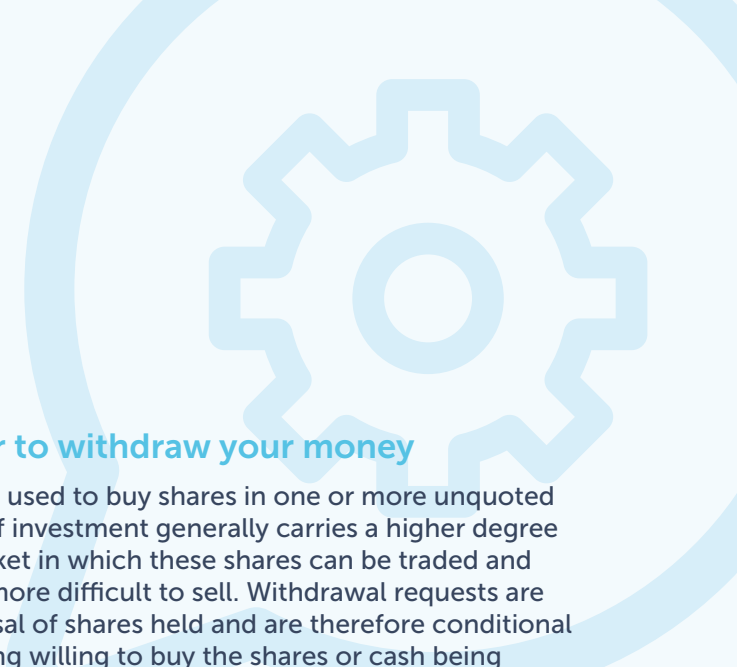 r to withdraw your money
used to buy shares in one or more unquoted
f investment generally carries a higher degree
ket in which these shares can be traded and
more difficult to sell. Withdrawal requests are
sal of shares held and are therefore conditional
ng willing to buy the shares or cash being